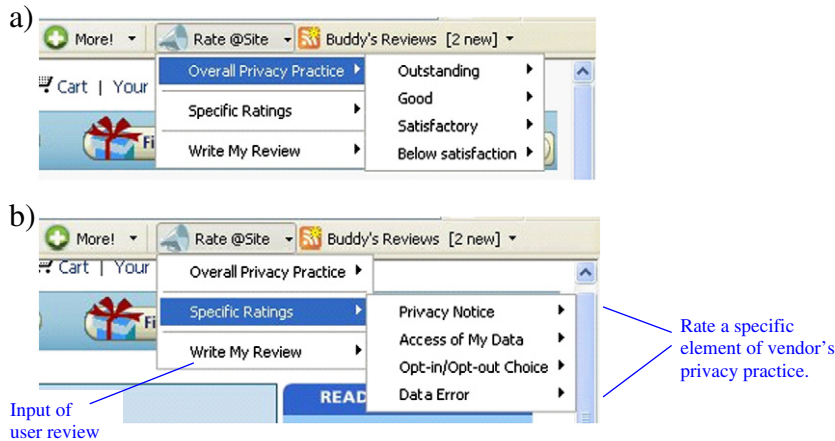 a)
More! Rate @Site Buddy's Reviews [2 new]
Overall Privacy Practice Outstanding
Cart | Your
Good
Specific Ratings
Satisfactory
Fi
Write My Review Below satisfaction
b)
More! Rate @Site Buddy's Reviews [2 new]
Cart | Your
Overall Privacy Practice
Specific Ratings Privacy Notice
Fi
Access of My Data
Write My Review
Opt-in/Opt-out Choice
Data Error
READ
Rate a specific
element of vendor's
privacy practice.
Input of
user review